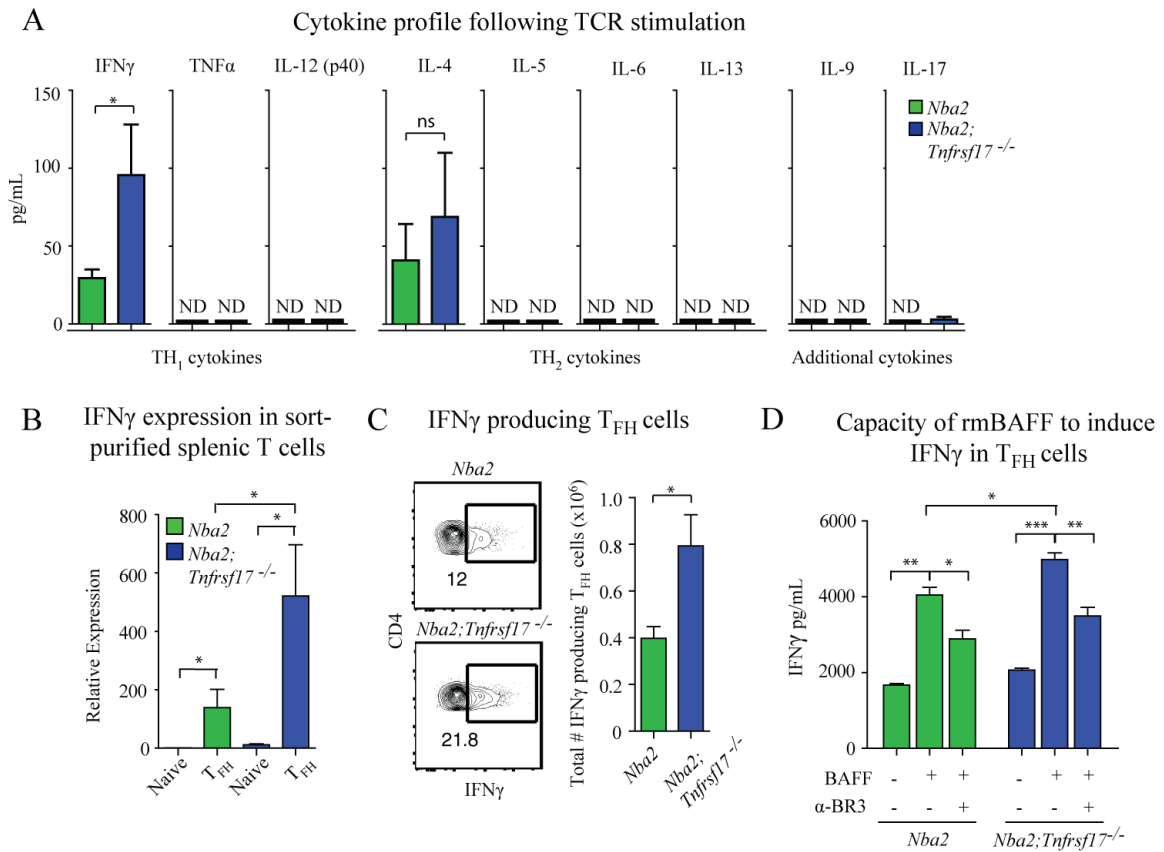 A
Cytokine profile following TCR stimulation
IFNγ TNFα IL-12 (p40) IL-4 IL-5 IL-6 IL-13 IL-9 IL-17
150
100
50
0
pg/mL
*
ns
ND ND ND ND ND ND ND ND ND ND ND ND ND
Nba2
Nba2;
Tnfrsf17 -/-
TH1 cytokines TH2 cytokines Additional cytokines
B
IFNγ expression in sort-
purified splenic T cells
Relative Expression
800
600
400
200
0
Nba2
Nba2;
Tnfrsf17 -/-
*
*
*
Naive TFH Naive TFH
C
IFNγ producing TFH cells
Nba2
12
Nba2;Tnfrsf17 -/-
21.8
CD4
IFNγ
Total # IFNγ producing TFH cells (x10⁶)
1.0
0.8
0.6
0.4
0.2
0
*
Nba2
Nba2;
Tnfrsf17 -/-
D
Capacity of rmBAFF to induce
IFNγ in TFH cells
IFNγ pg/mL
6000
4000
2000
0
*
** * *** **
BAFF - + + - + +
α-BR3 - - + - - +
Nba2 Nba2;Tnfrsf17 -/-